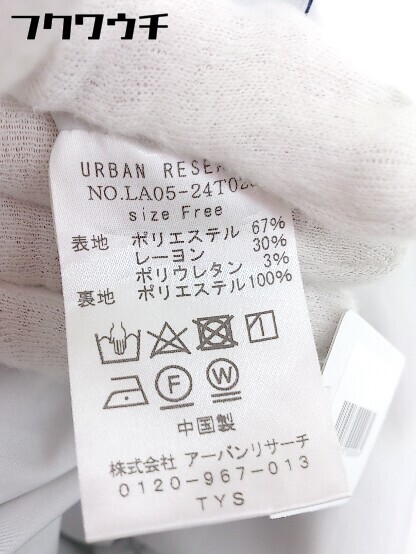 フクワウチ
URBAN RESER
NO.LA05-24T02
size Free
表地 ポリエステル 67%
レーヨン 30%
ポリウレタン 3%
裏地 ポリエステル100%
F W
中国製
株式会社 アーバンリサーチ
0120-967-013
TYS